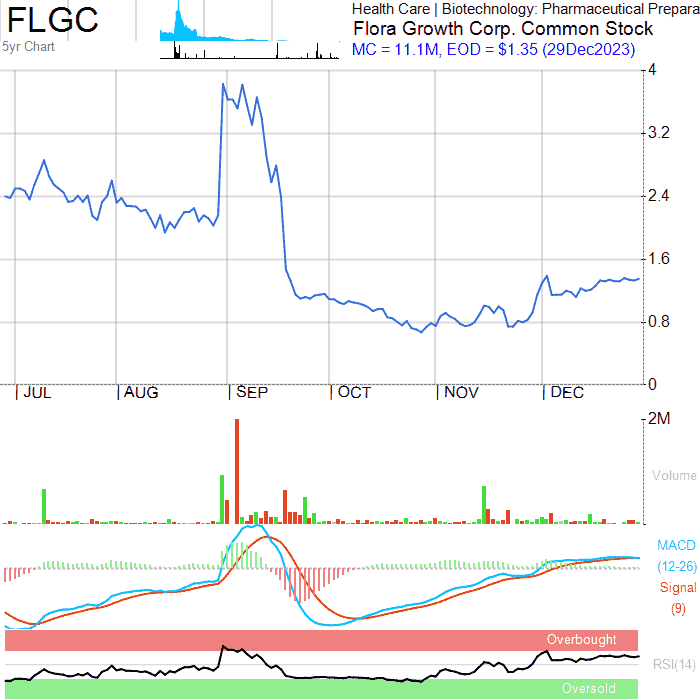 FLGC
5yr Chart
Health Care | Biotechnology: Pharmaceutical Prepara
Flora Growth Corp. Common Stock
MC = 11.1M, EOD = $1.35 (29Dec2023)
4
3.2
2.4
1.6
0.8
0
JUL AUG SEP OCT NOV DEC
2M
Volume
MACD
(12-26)
Signal
(9)
Overbought
RSI(14)
Oversold